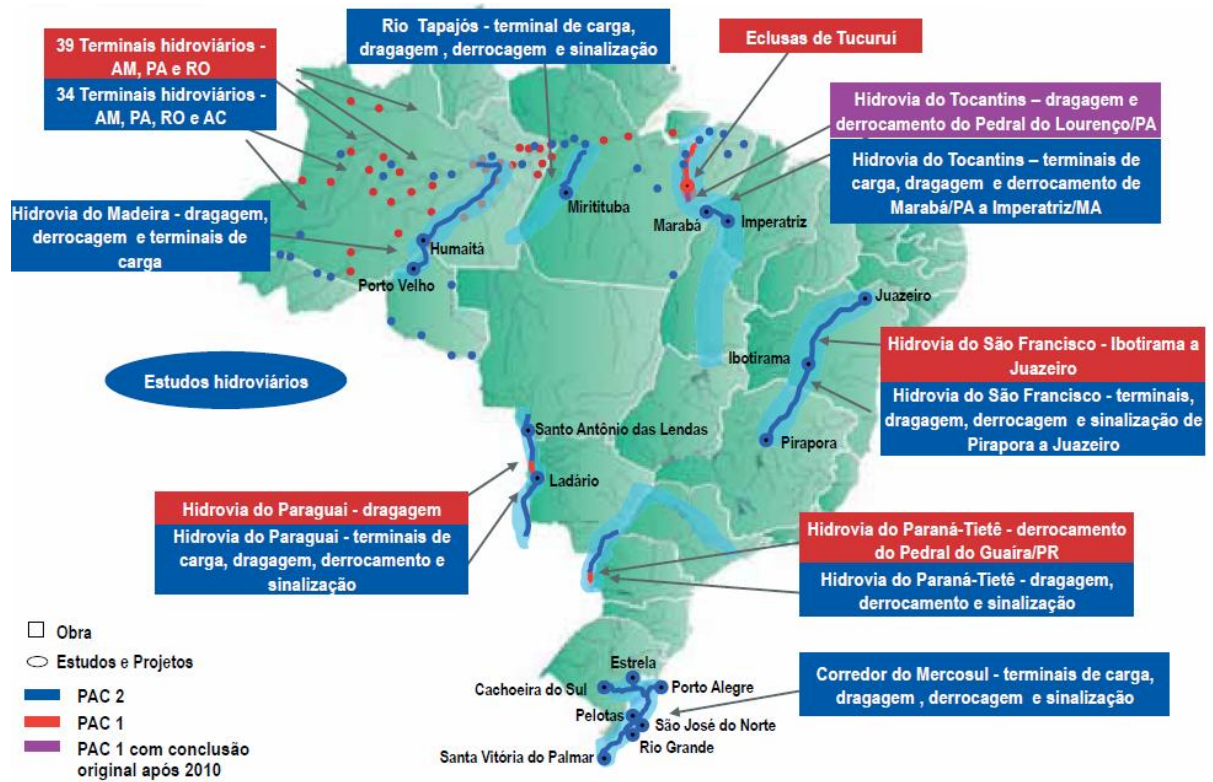 39 Terminais hidroviários -
AM, PA e RO
34 Terminais hidroviários -
AM, PA, RO e AC
Rio Tapajós - terminal de carga,
dragagem , derrocagem e sinalização
Eclusas de Tucuruí
Hidrovia do Tocantins – dragagem e
derrocamento do Pedral do Lourenço/PA
Hidrovia do Tocantins – terminais de
carga, dragagem e derrocamento de
Marabá/PA a Imperatriz/MA
Hidrovia do Madeira - dragagem,
derrocagem e terminais de
carga
Miritituba
Marabá
Imperatriz
Humaitá
Porto Velho
Juazeiro
Ibotirama
Pirapora
Hidrovia do São Francisco - Ibotirama a
Juazeiro
Hidrovia do São Francisco - terminais,
dragagem, derrocagem e sinalização de
Pirapora a Juazeiro
Estudos hidroviários
Santo Antônio das Lendas
Ladário
Hidrovia do Paraguai - dragagem
Hidrovia do Paraguai - terminais de
carga, dragagem, derrocamento e
sinalização
Hidrovia do Paraná-Tietê - derrocamento
do Pedral do Guaíra/PR
Hidrovia do Paraná-Tietê - dragagem,
derrocamento e sinalização
Estrela
Cachoeira do Sul
Porto Alegre
Pelotas
São José do Norte
Rio Grande
Santa Vitória do Palmar
Corredor do Mercosul - terminais de carga,
dragagem , derrocagem e sinalização
Obra
Estudos e Projetos
PAC 2
PAC 1
PAC 1 com conclusão
original após 2010